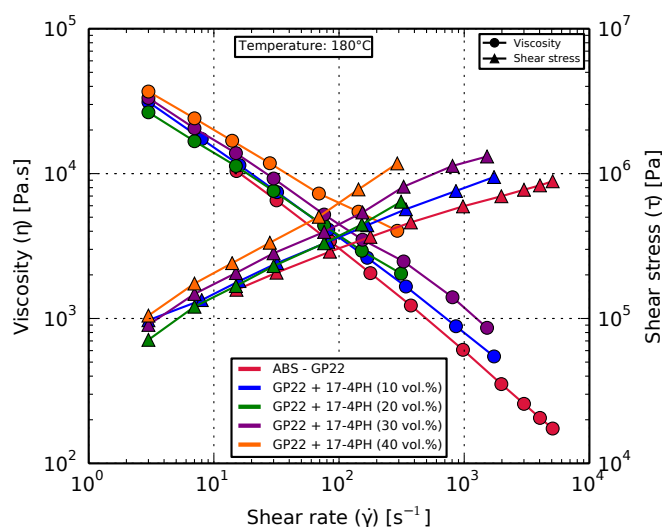 10^5
10^7
Temperature: 180°C
Viscosity
Shear stress
10^4
10^6
Viscosity (η) [Pa.s]
Shear stress (τ) [Pa]
10^3
10^5
ABS - GP22
GP22 + 17-4PH (10 vol.%)
GP22 + 17-4PH (20 vol.%)
GP22 + 17-4PH (30 vol.%)
GP22 + 17-4PH (40 vol.%)
10^2
10^4
10^0
10^1
10^2
10^3
10^4
Shear rate (γ̇) [s^−1]